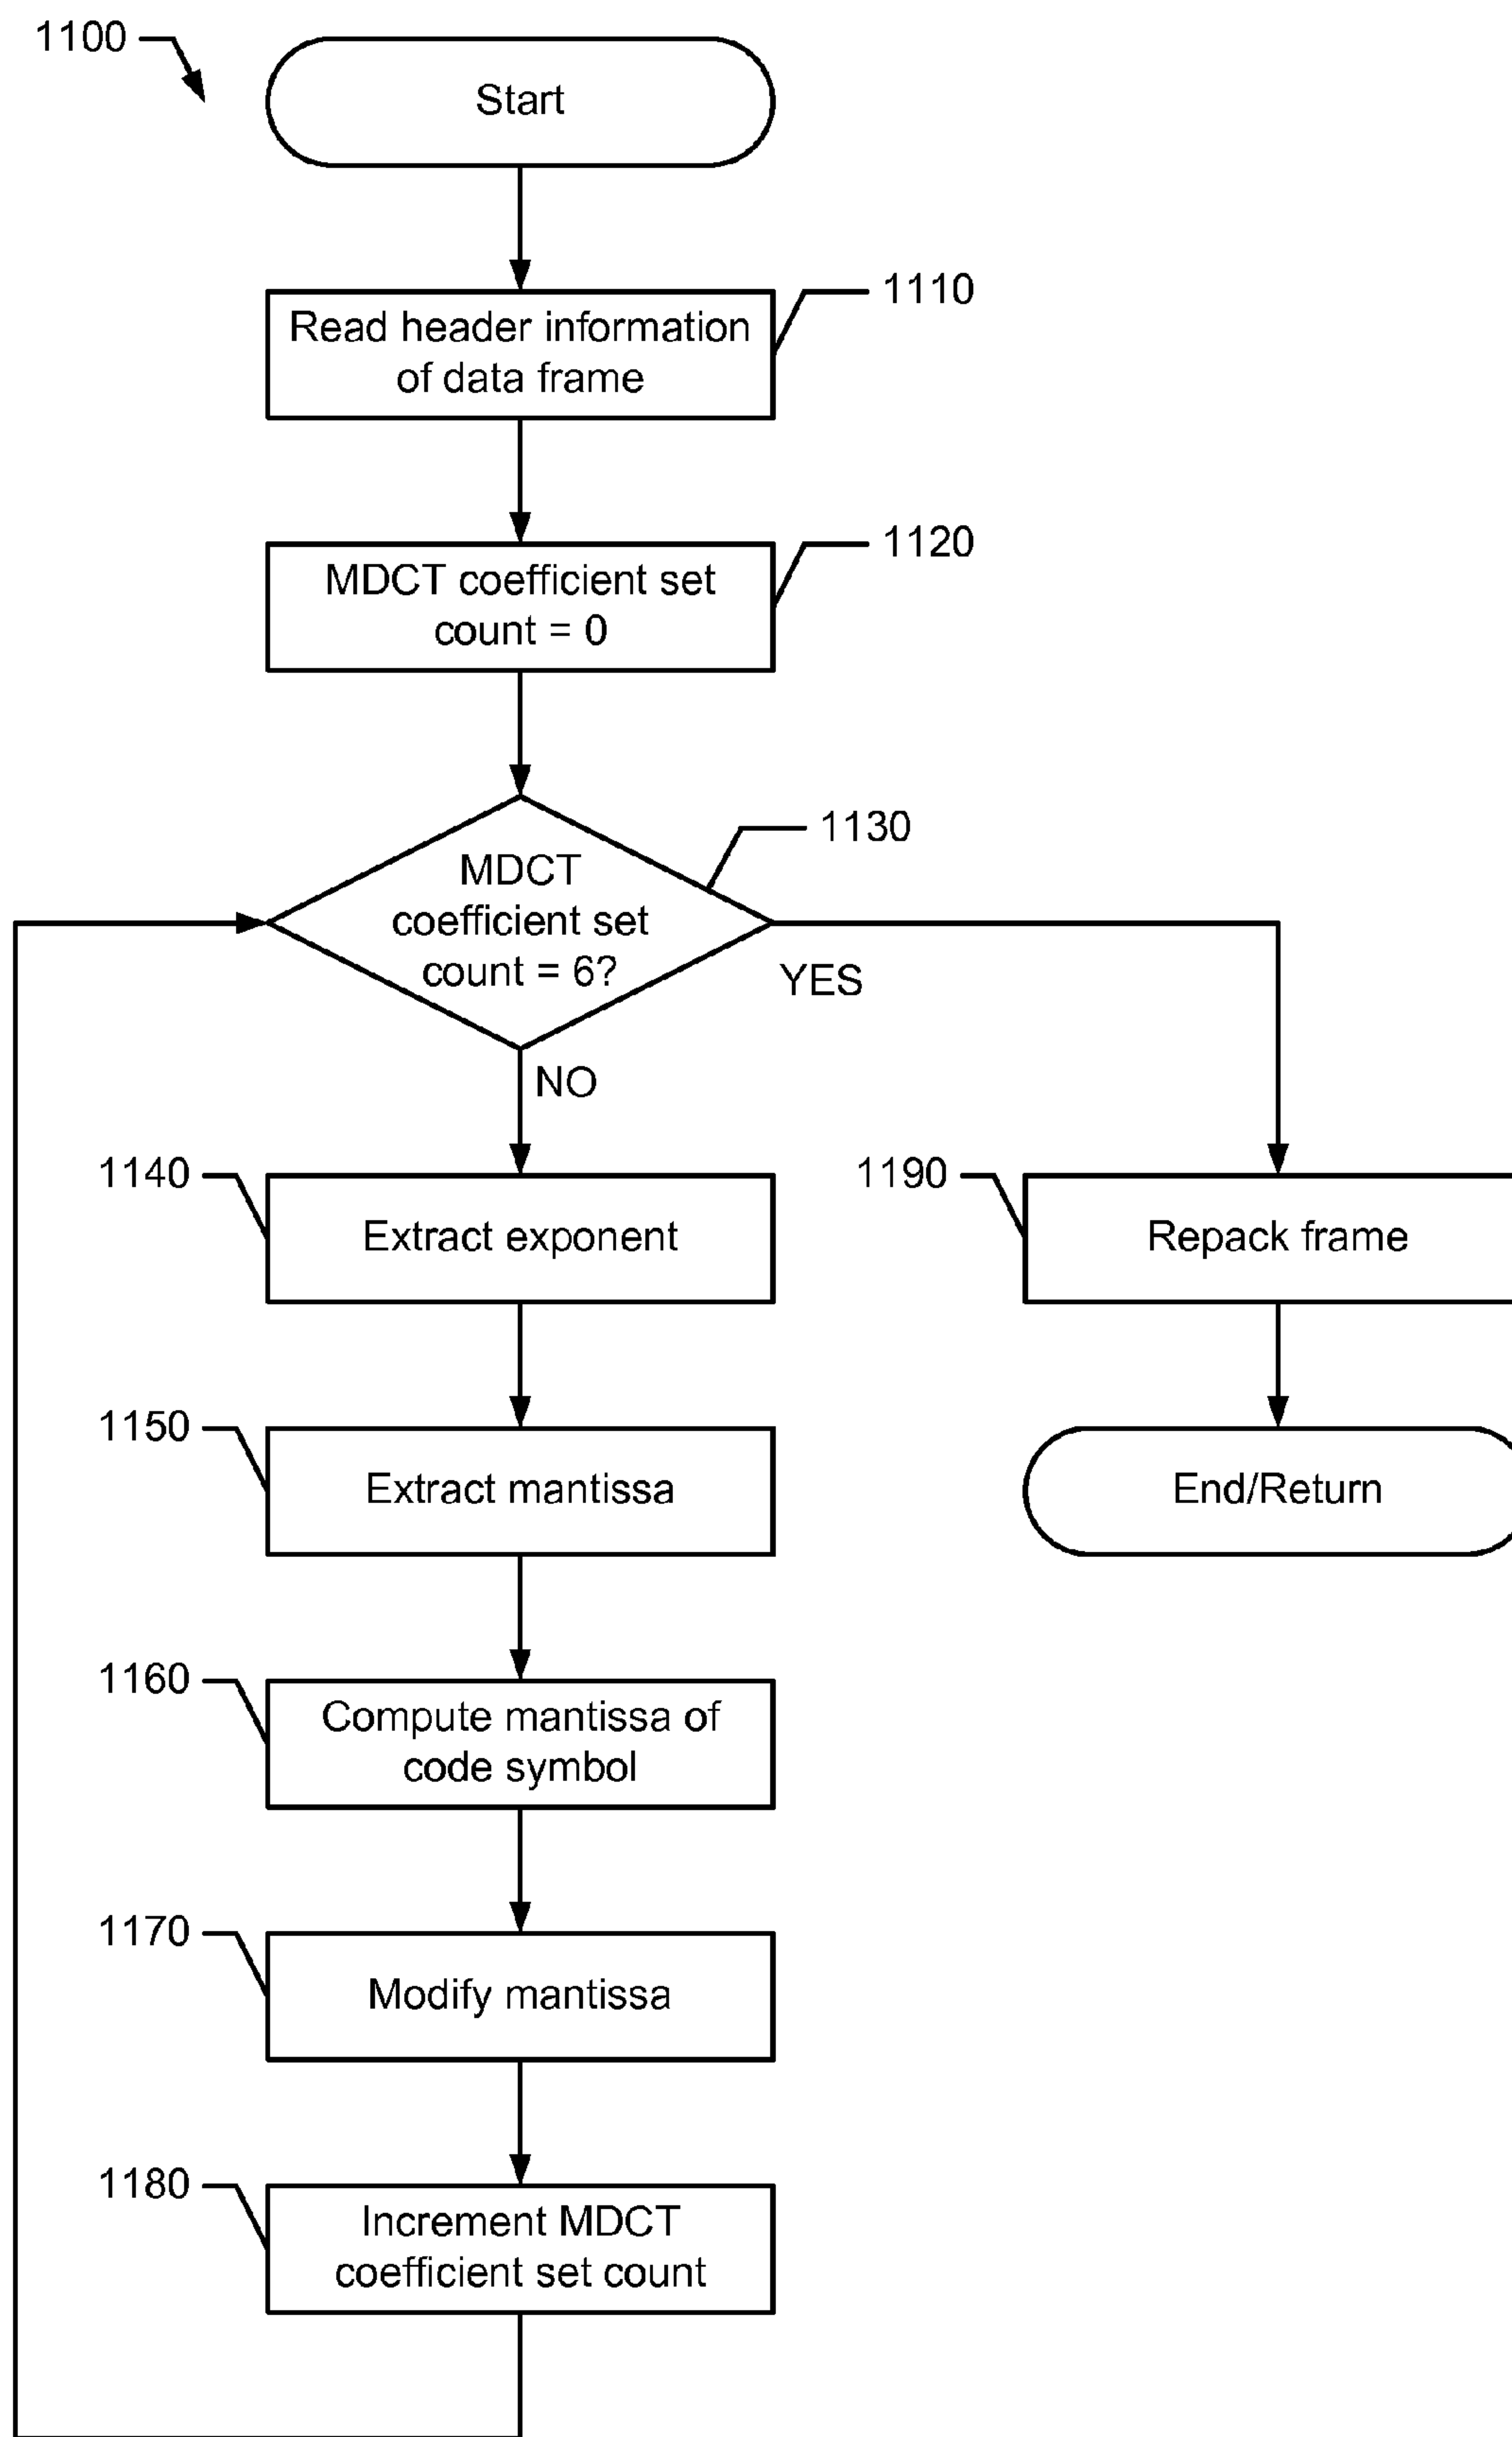 1100
Start
1110
Read header information
of data frame
1120
MDCT coefficient set
count = 0
1130
MDCT
coefficient set
count = 6?
YES
NO
1140
Extract exponent
1190
Repack frame
1150
Extract mantissa
End/Return
1160
Compute mantissa of
code symbol
1170
Modify mantissa
1180
Increment MDCT
coefficient set count